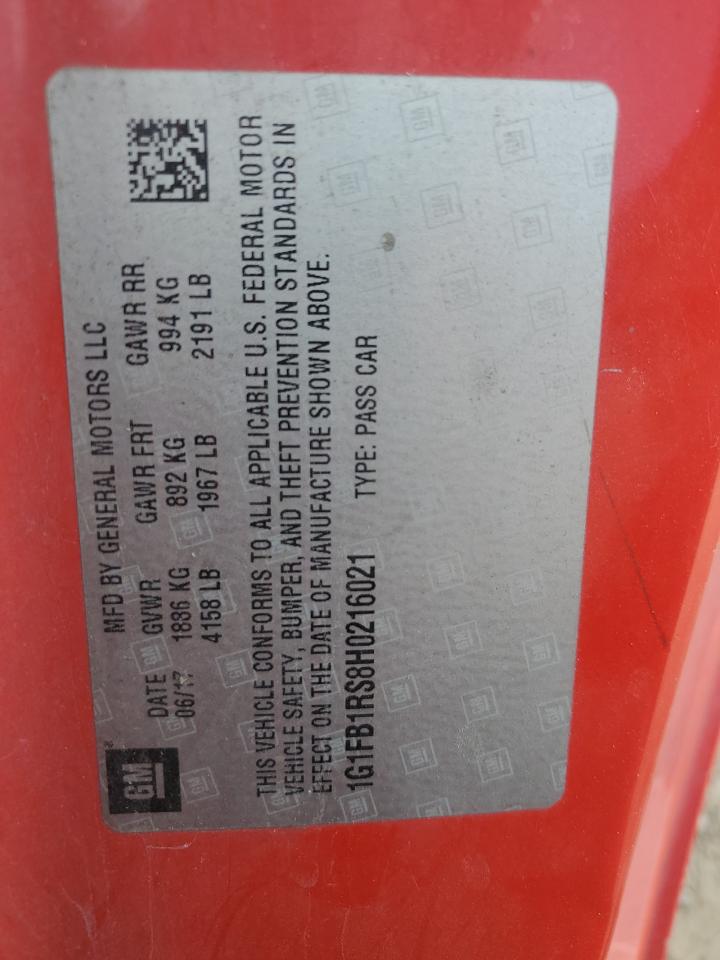 GM
MFD BY GENERAL MOTORS LLC
DATE GVWR GAWR FRT GAWR RR
06/17 1886 KG 892 KG 994 KG
4158 LB 1967 LB 2191 LB
THIS VEHICLE CONFORMS TO ALL APPLICABLE U.S. FEDERAL MOTOR
VEHICLE SAFETY, BUMPER, AND THEFT PREVENTION STANDARDS IN
EFFECT ON THE DATE OF MANUFACTURE SHOWN ABOVE.
1G1FB1RS8H0216021 TYPE: PASS CAR